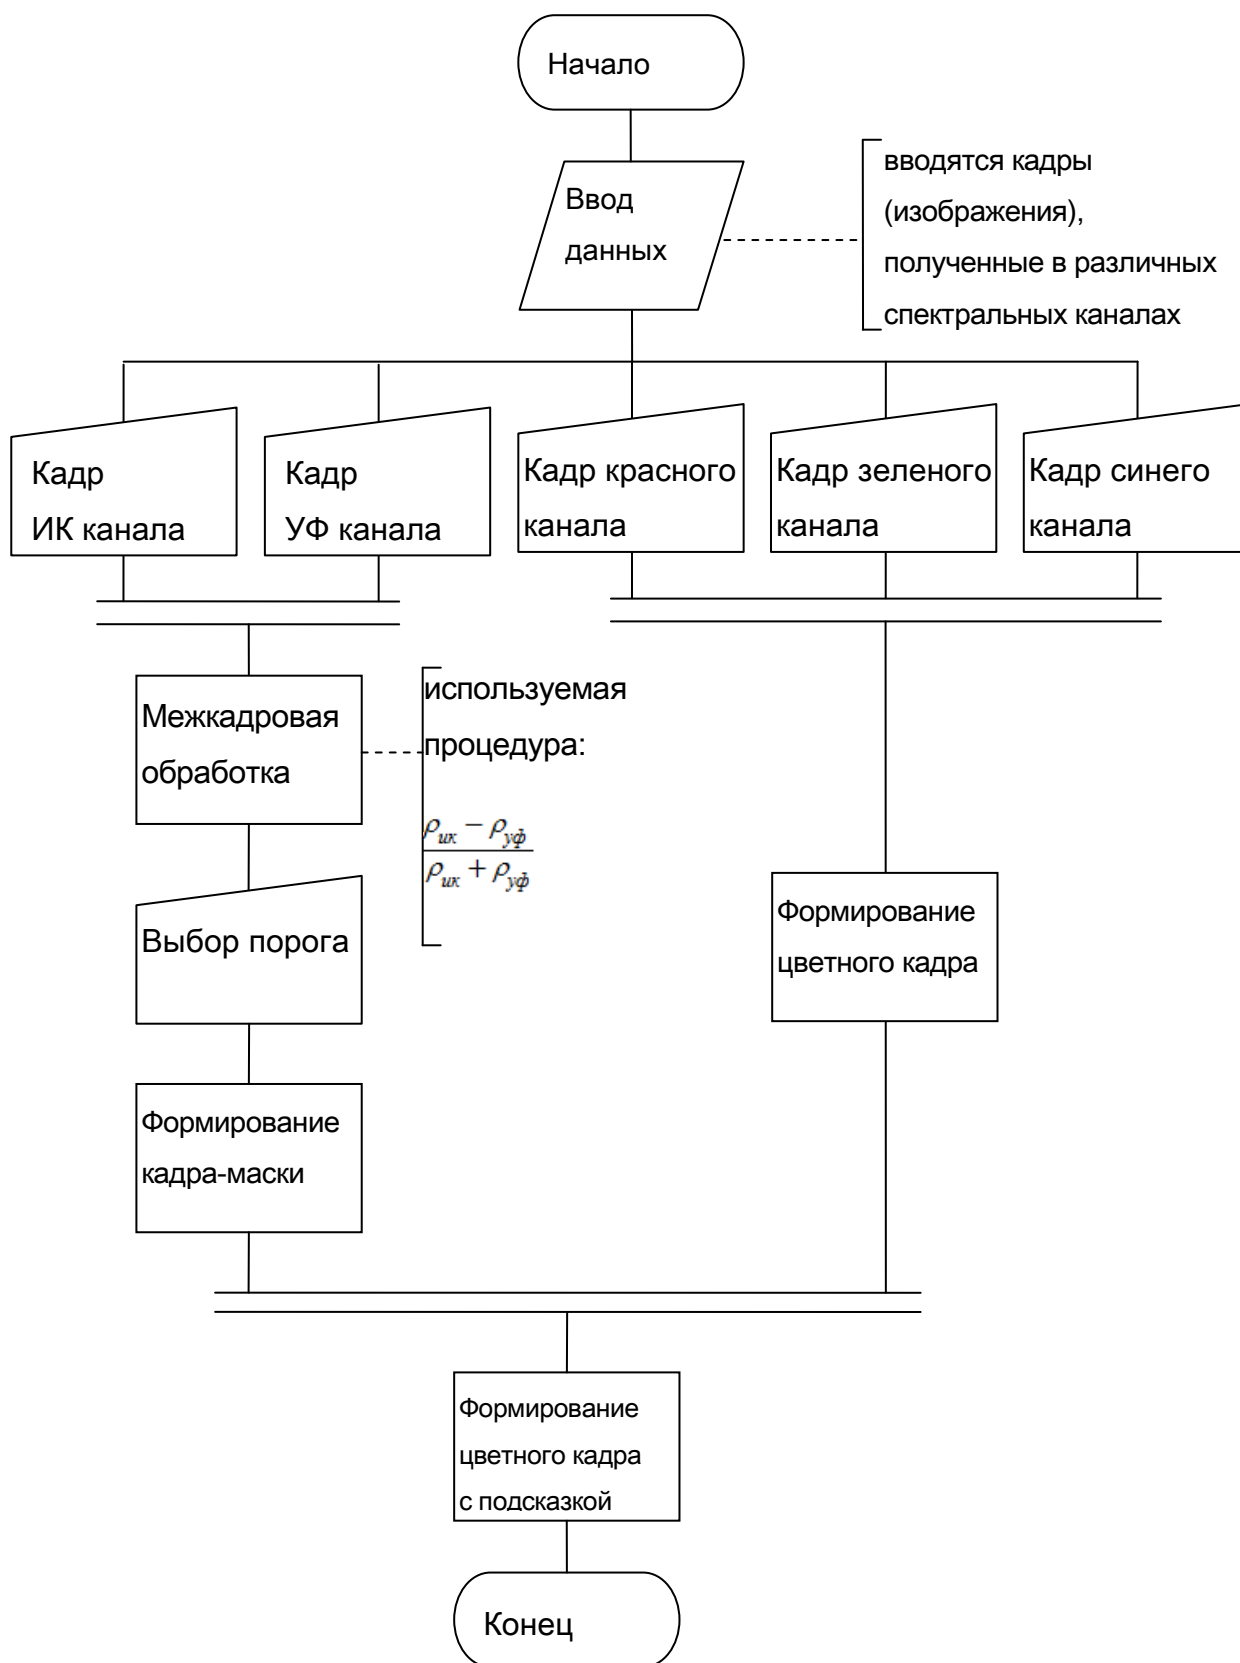 Начало
Ввод
данных
вводятся кадры
(изображения),
полученные в различных
спектральных каналах
Кадр
ИК канала
Кадр
УФ канала
Кадр красного
канала
Кадр зеленого
канала
Кадр синего
канала
Межкадровая
обработка
используемая
процедура:
ρик − ρуф
ρик + ρуф
Выбор порога
Формирование
цветного кадра
Формирование
кадра-маски
Формирование
цветного кадра
с подсказкой
Конец